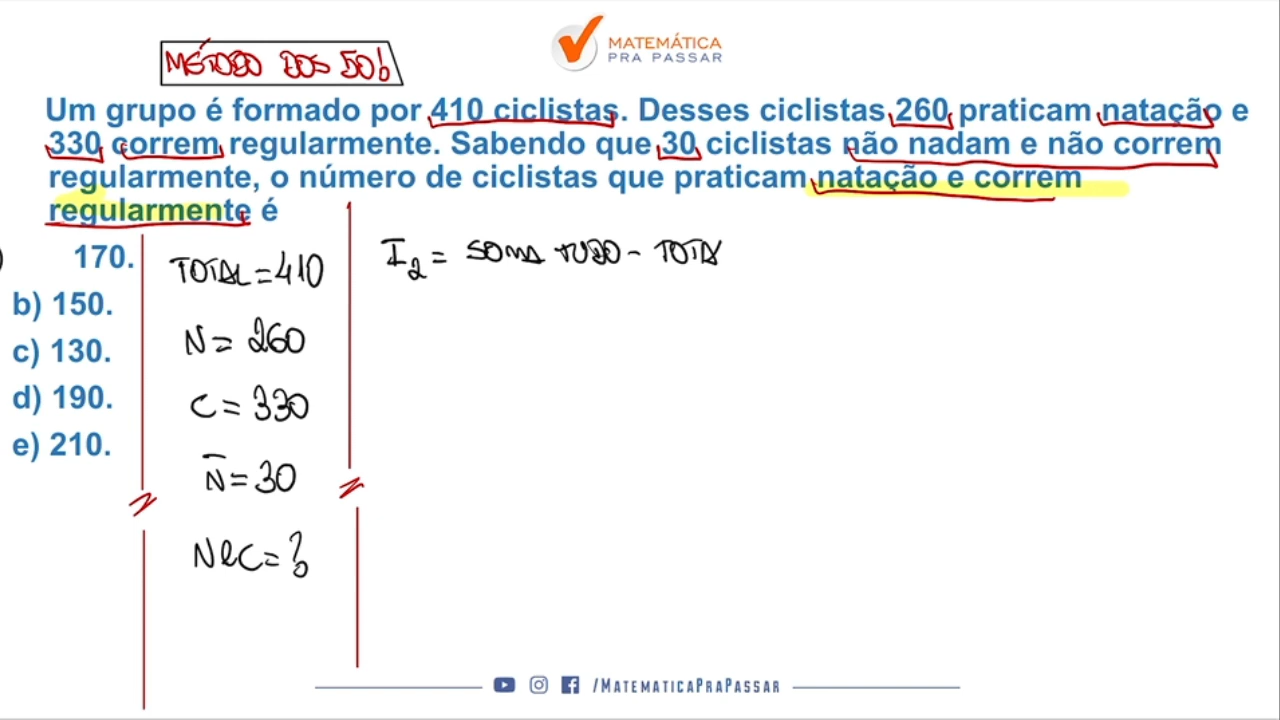 MATEMÁTICA
PRA PASSAR
MÉTODO DOS 50!
Um grupo é formado por 410 ciclistas. Desses ciclistas 260 praticam natação e
330 correm regularmente. Sabendo que 30 ciclistas não nadam e não correm
regularmente, o número de ciclistas que praticam natação e correm
regularmente é
) 170.
b) 150.
c) 130.
d) 190.
e) 210.
TOTAL = 410
N = 260
C = 330
N̅ = 30
NeC = ?
I₂ = SOMA TUDO - TOTA
/MATEMATICAPRAPASSAR